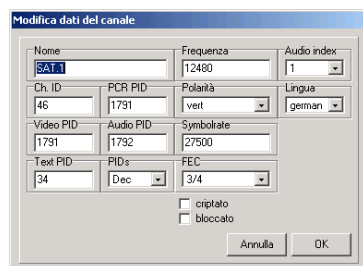 Modifica dati del canale
Nome Frequenza Audio index
SAT.1 12480 1
Ch. ID PCR PID Polarità Lingua
46 1791 vert german
Video PID Audio PID Symbolrate
1791 1792 27500
Text PID PIDs FEC
34 Dec 3/4
criptato
bloccato
Annulla OK